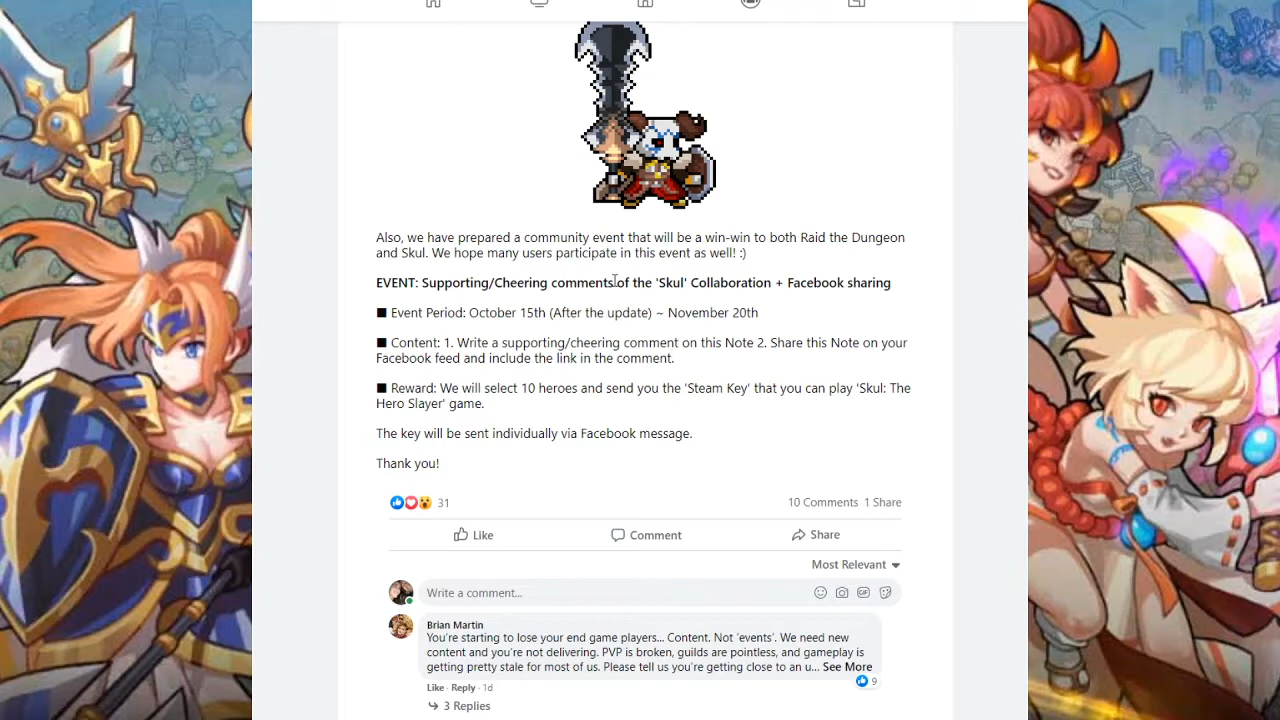 Also, we have prepared a community event that will be a win-win to both Raid the Dungeon
and Skul. We hope many users participate in this event as well! :)
EVENT: Supporting/Cheering comments of the 'Skul' Collaboration + Facebook sharing
■ Event Period: October 15th (After the update) ~ November 20th
■ Content: 1. Write a supporting/cheering comment on this Note 2. Share this Note on your
Facebook feed and include the link in the comment.
■ Reward: We will select 10 heroes and send you the 'Steam Key' that you can play 'Skul: The
Hero Slayer' game.
The key will be sent individually via Facebook message.
Thank you!
31 10 Comments 1 Share
Like Comment Share
Most Relevant
Write a comment... GIF
Brian Martin
You're starting to lose your end game players... Content. Not 'events'. We need new
content and you're not delivering. PVP is broken, guilds are pointless, and gameplay is
getting pretty stale for most of us. Please tell us you're getting close to an u... See More
9
Like · Reply · 1d
3 Replies